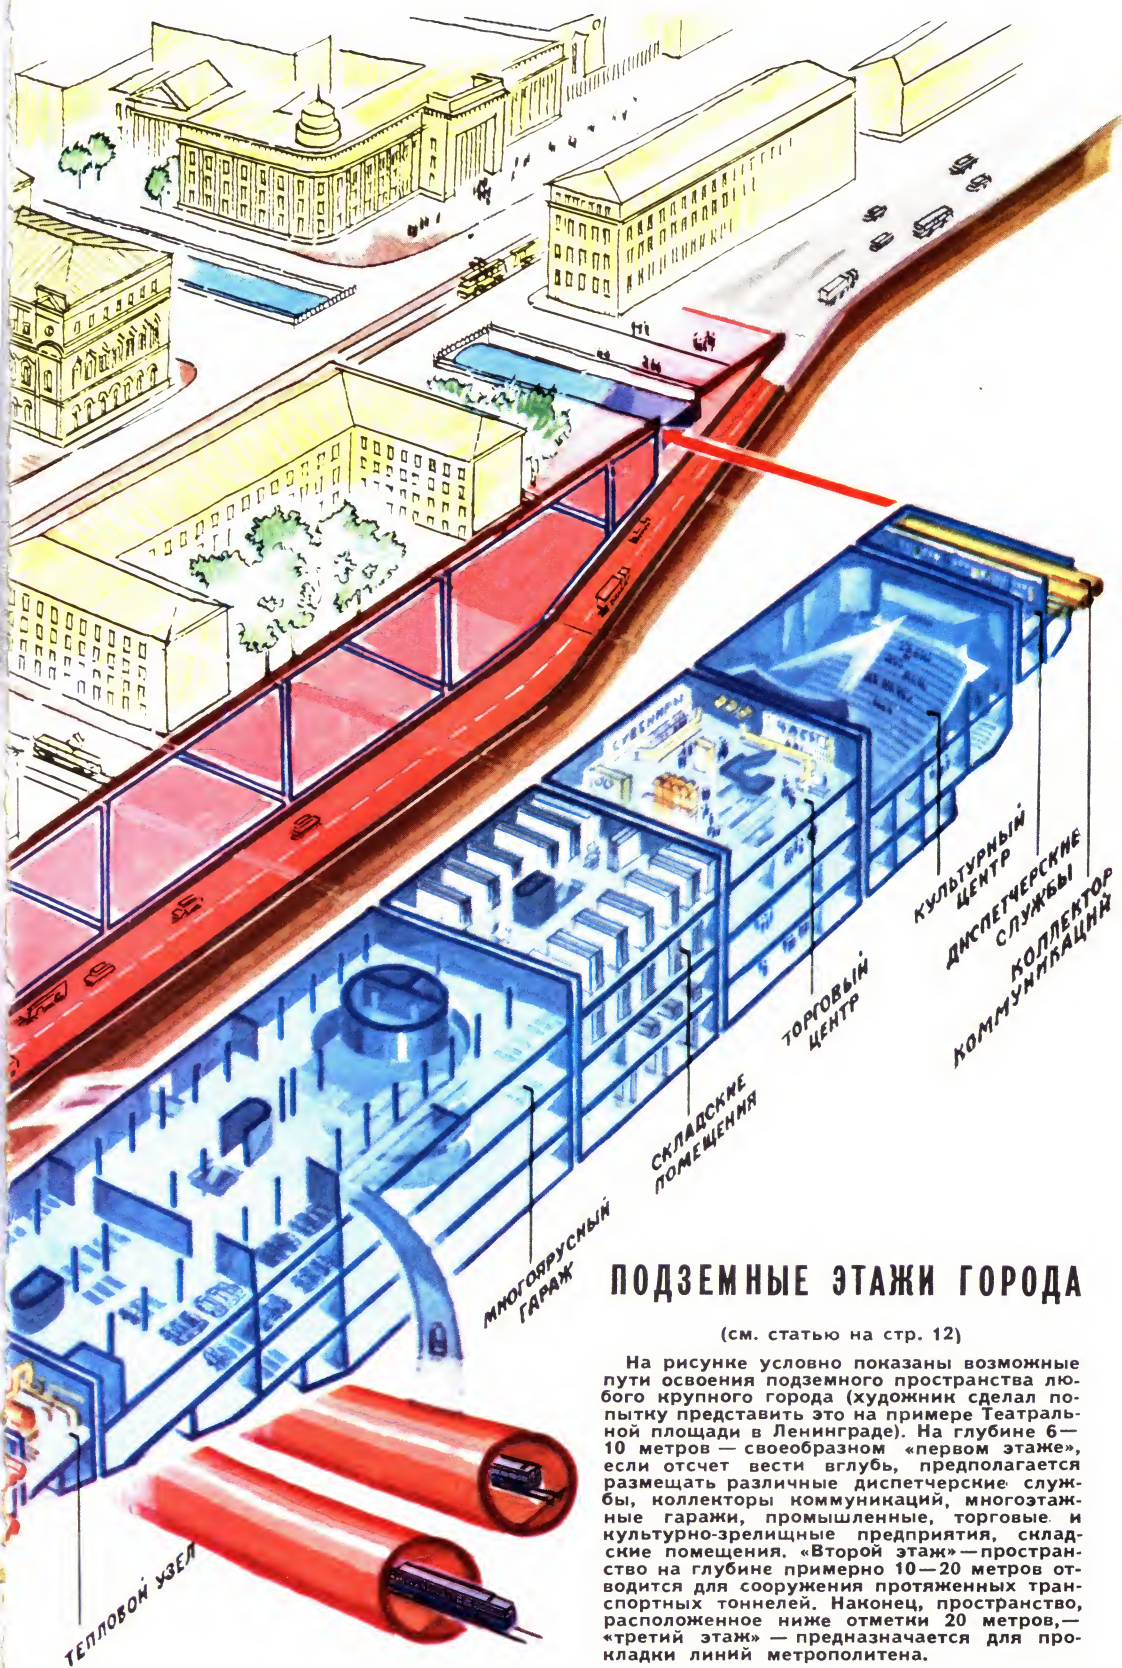 СУВЕНИРЫ
ЧАСЫ
КУЛЬТУРНЫЙ
ЦЕНТР
ДИСПЕТЧЕРСКИЕ
СЛУЖБЫ
КОЛЛЕКТОР
КОММУНИКАЦИЙ
ТОРГОВЫЙ
ЦЕНТР
СКЛАДСКИЕ
ПОМЕЩЕНИЯ
МНОГОЯРУСНЫЙ
ГАРАЖ
ТЕПЛОВОЙ УЗЕЛ
ПОДЗЕМНЫЕ ЭТАЖИ ГОРОДА
(см. статью на стр. 12)
На рисунке условно показаны возможные
пути освоения подземного пространства лю-
бого крупного города (художник сделал по-
пытку представить это на примере Театраль-
ной площади в Ленинграде). На глубине 6—
10 метров — своеобразном «первом этаже»,
если отсчет вести вглубь, предполагается
размещать различные диспетчерские служ-
бы, коллекторы коммуникаций, многоэтаж-
ные гаражи, промышленные, торговые и
культурно-зрелищные предприятия, склад-
ские помещения. «Второй этаж» — простран-
ство на глубине примерно 10—20 метров от-
водится для сооружения протяженных тран-
спортных тоннелей. Наконец, пространство,
расположенное ниже отметки 20 метров,—
«третий этаж» — предназначается для про-
кладки линий метрополитена.